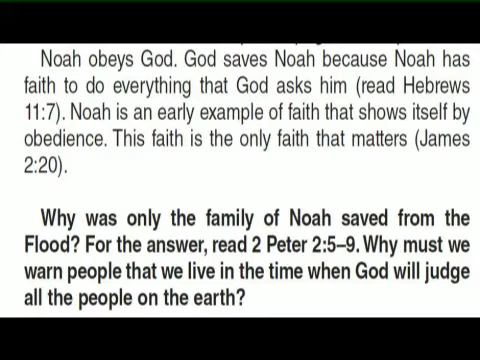 Noah obeys God. God saves Noah because Noah has
faith to do everything that God asks him (read Hebrews
11:7). Noah is an early example of faith that shows itself by
obedience. This faith is the only faith that matters (James
2:20).
Why was only the family of Noah saved from the
Flood? For the answer, read 2 Peter 2:5–9. Why must we
warn people that we live in the time when God will judge
all the people on the earth?